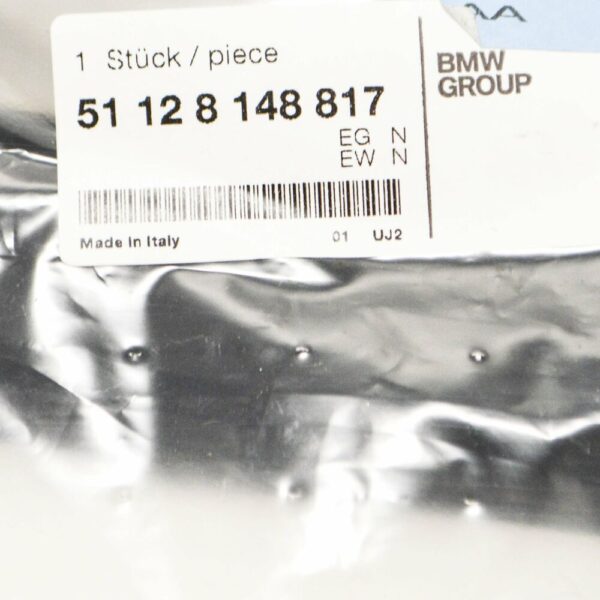 1 Stück / piece
51 12 8 148 817
EG N
EW N
Made in Italy 01 UJ2
BMW
GROUP